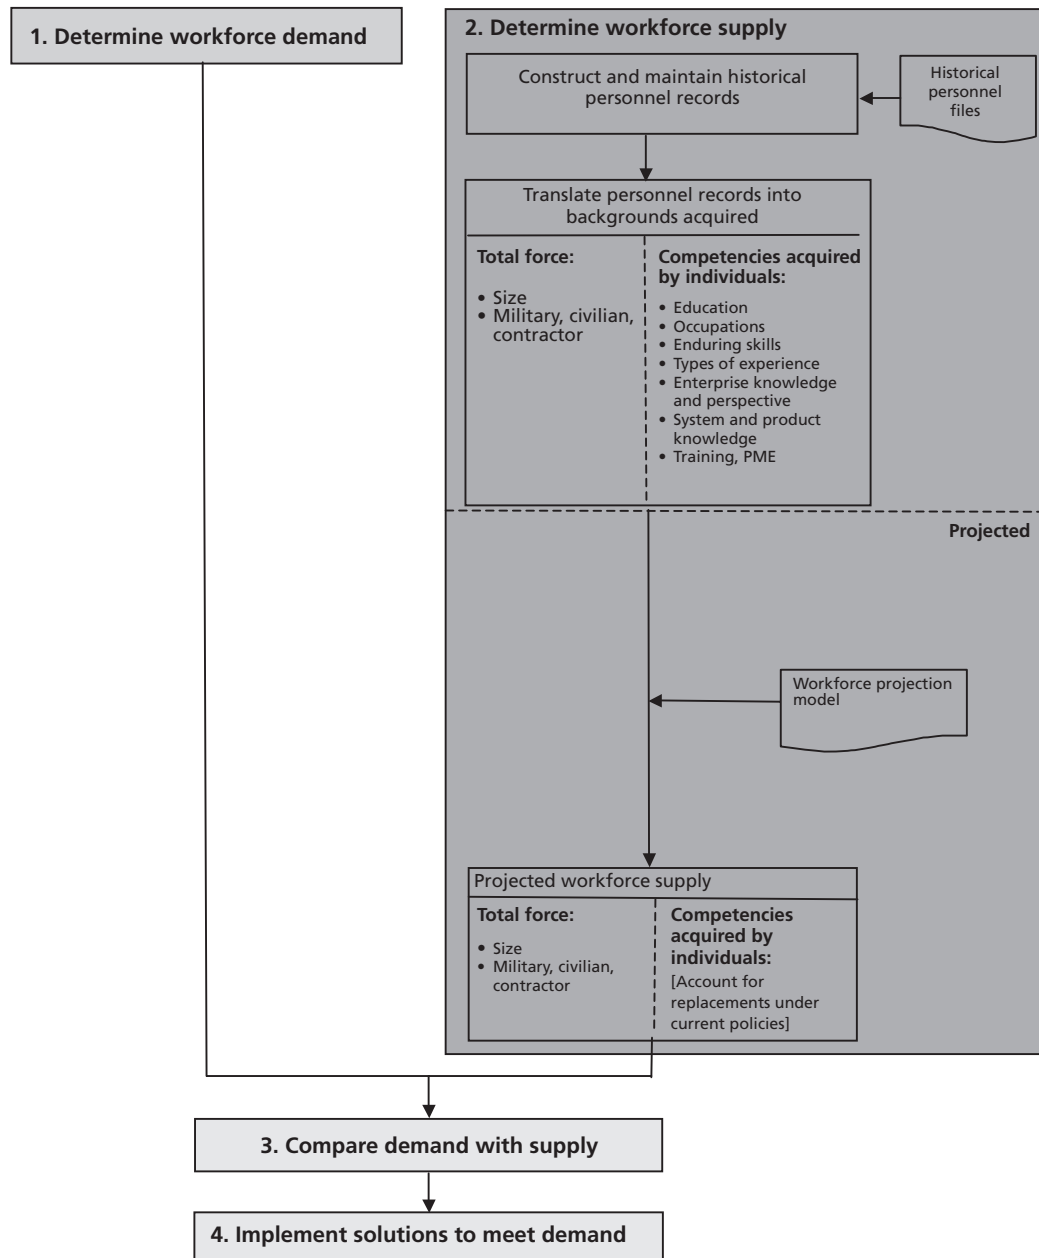 1. Determine workforce demand
2. Determine workforce supply
Construct and maintain historical
personnel records
Historical
personnel
files
Translate personnel records into
backgrounds acquired
Total force:
• Size
• Military, civilian,
contractor
Competencies acquired
by individuals:
• Education
• Occupations
• Enduring skills
• Types of experience
• Enterprise knowledge
and perspective
• System and product
knowledge
• Training, PME
Projected
Workforce projection
model
Projected workforce supply
Total force:
• Size
• Military, civilian,
contractor
Competencies
acquired by
individuals:
[Account for
replacements under
current policies]
3. Compare demand with supply
4. Implement solutions to meet demand